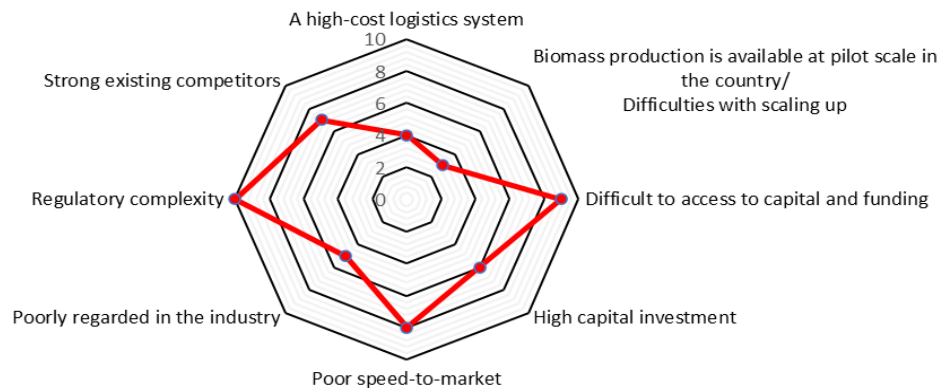 A high-cost logistics system
10
8
6
4
2
0
Biomass production is available at pilot scale in
the country/
Difficulties with scaling up
Difficult to access to capital and funding
High capital investment
Poor speed-to-market
Poorly regarded in the industry
Regulatory complexity
Strong existing competitors